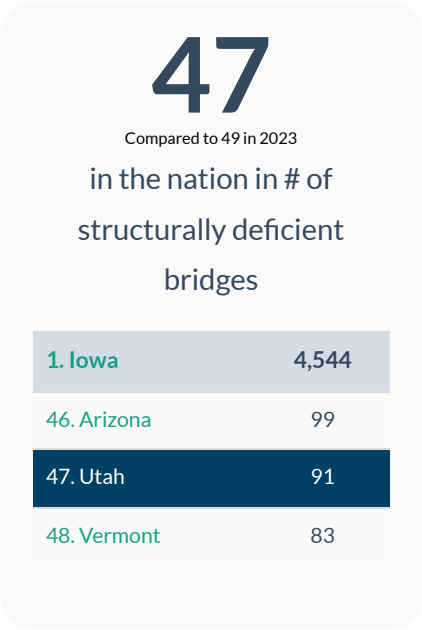 47
Compared to 49 in 2023
in the nation in # of
structurally deficient
bridges
1. Iowa 4,544
46. Arizona 99
47. Utah 91
48. Vermont 83